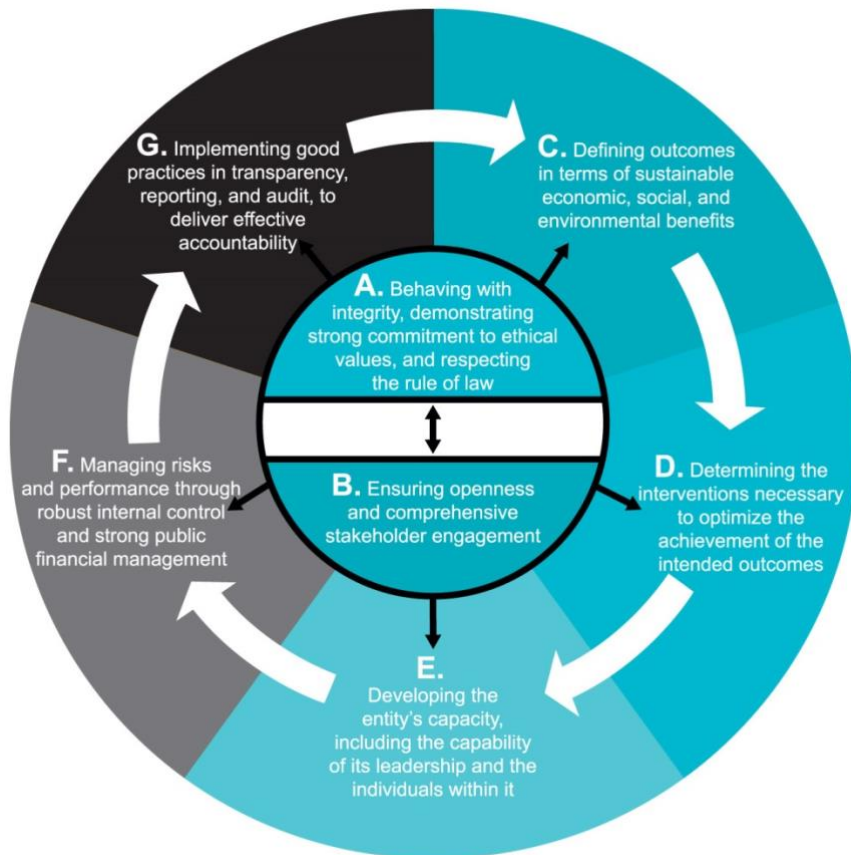 A. Behaving with
integrity, demonstrating
strong commitment to ethical
values, and respecting
the rule of law
B. Ensuring openness
and comprehensive
stakeholder engagement
C. Defining outcomes
in terms of sustainable
economic, social, and
environmental benefits
D. Determining the
interventions necessary
to optimize the
achievement of the
intended outcomes
E.
Developing the
entity's capacity,
including the capability
of its leadership and the
individuals within it
F. Managing risks
and performance through
robust internal control
and strong public
financial management
G. Implementing good
practices in transparency,
reporting, and audit, to
deliver effective
accountability